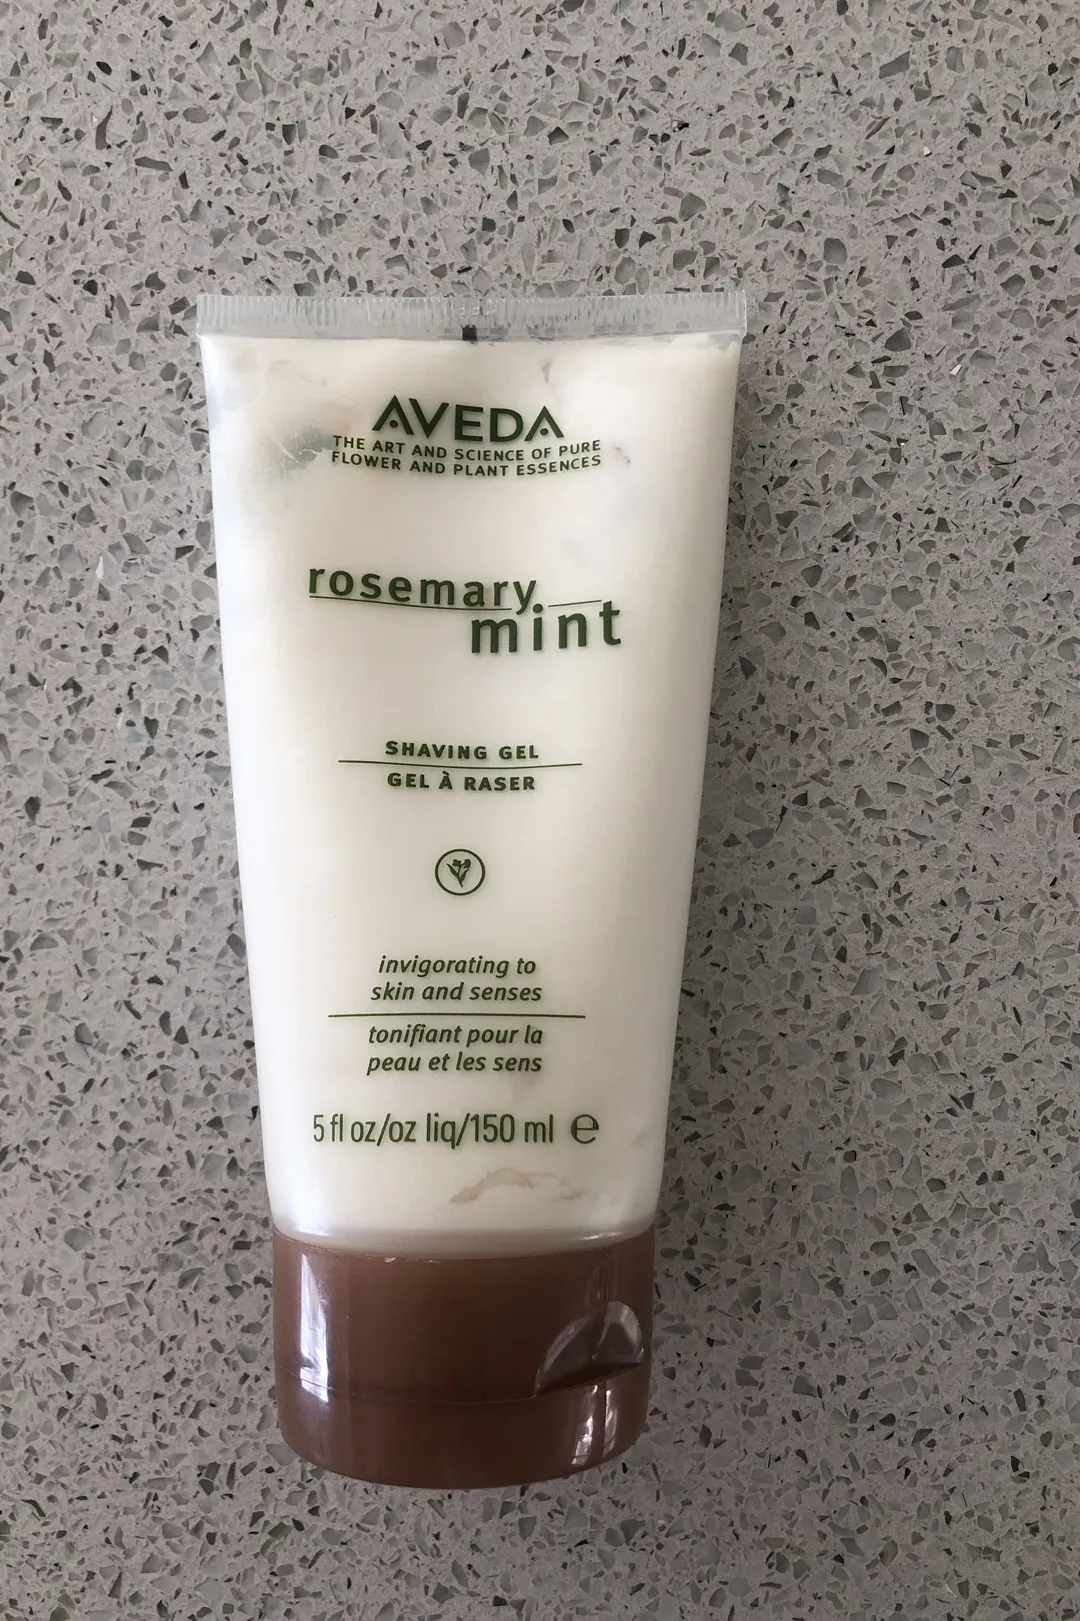 AVEDA
THE ART AND SCIENCE OF PURE
FLOWER AND PLANT ESSENCES
rosemary
mint
SHAVING GEL
GEL À RASER
invigorating to
skin and senses
tonifiant pour la
peau et les sens
5 fl oz/oz liq/150 ml ℮